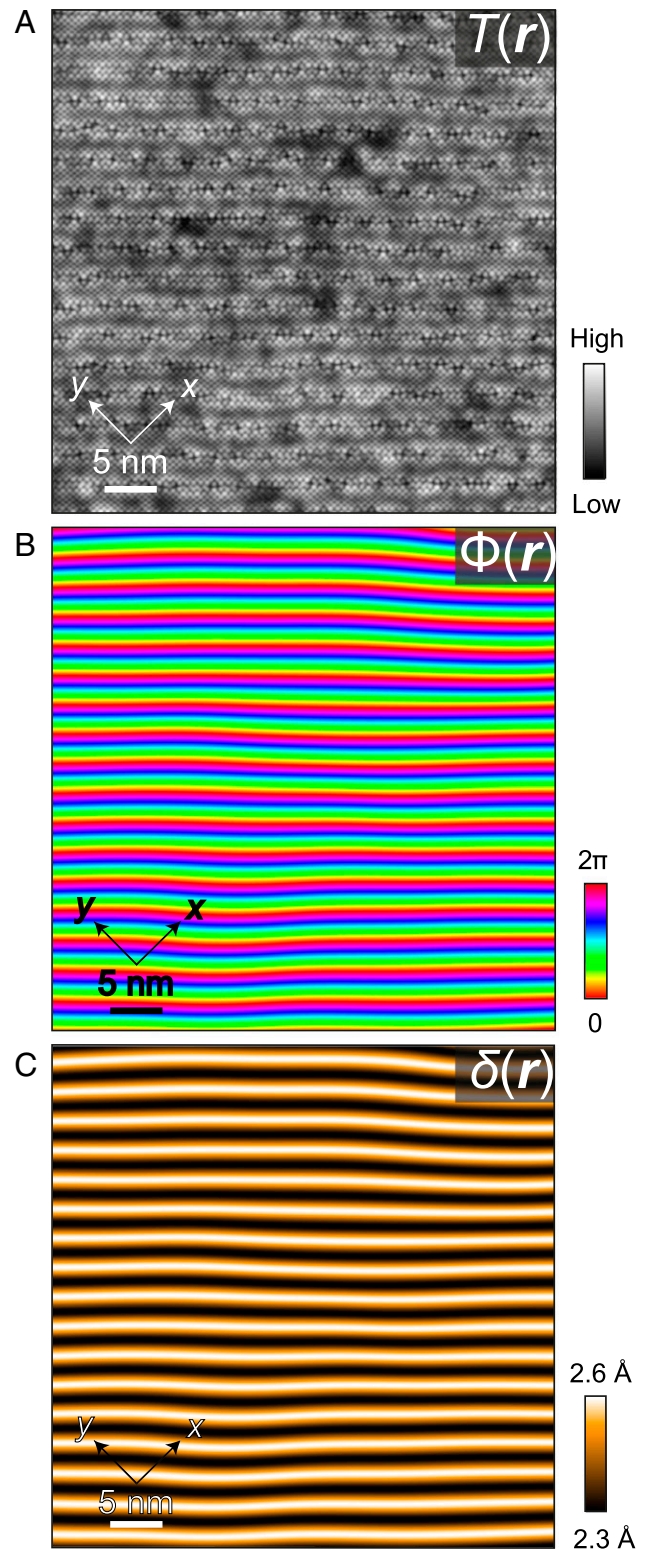 A
T(r)
High
y
x
5 nm
Low
B
Φ(r)
2π
y
x
5 nm
0
C
δ(r)
2.6 Å
y
x
5 nm
2.3 Å